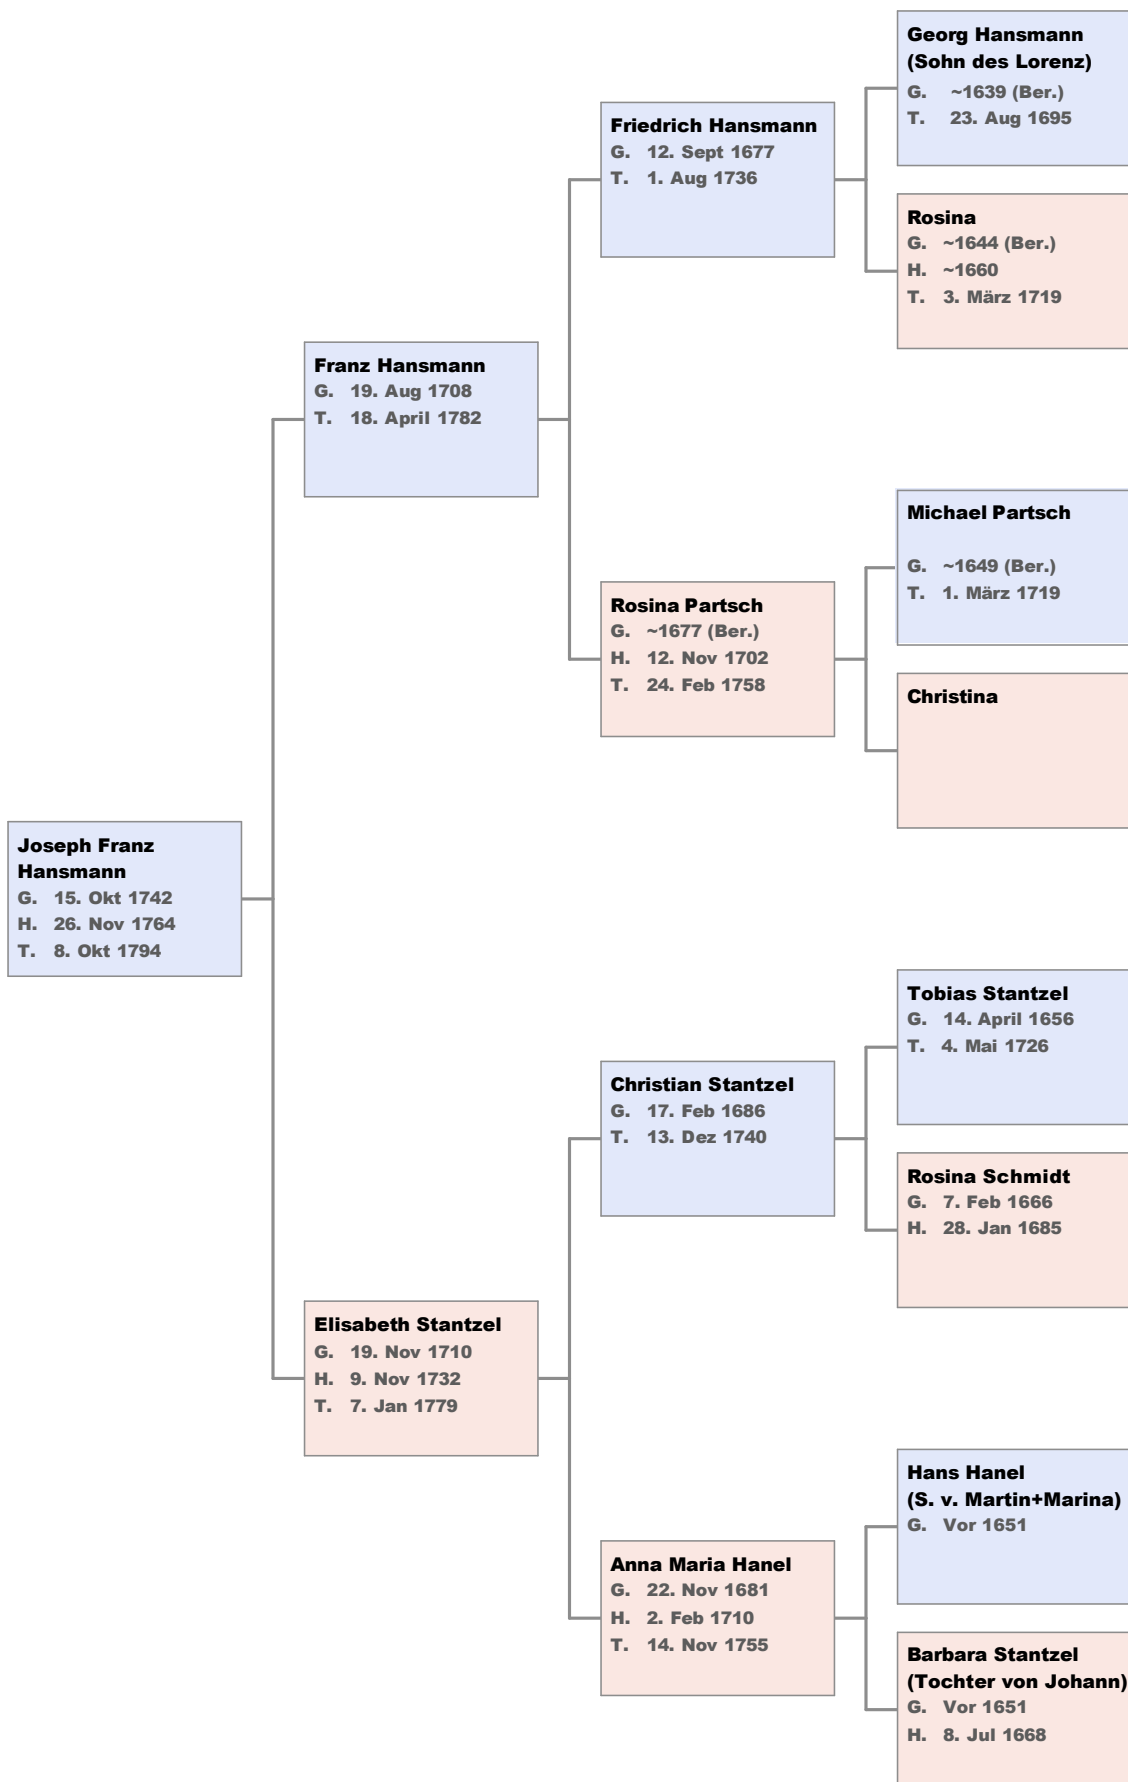 Georg Hansmann
(Sohn des Lorenz)
G. ~1639 (Ber.)
T. 23. Aug 1695
Friedrich Hansmann
G. 12. Sept 1677
T. 1. Aug 1736
Rosina
G. ~1644 (Ber.)
H. ~1660
T. 3. März 1719
Franz Hansmann
G. 19. Aug 1708
T. 18. April 1782
Michael Partsch
G. ~1649 (Ber.)
T. 1. März 1719
Rosina Partsch
G. ~1677 (Ber.)
H. 12. Nov 1702
T. 24. Feb 1758
Christina
Joseph Franz
Hansmann
G. 15. Okt 1742
H. 26. Nov 1764
T. 8. Okt 1794
Tobias Stantzel
G. 14. April 1656
T. 4. Mai 1726
Christian Stantzel
G. 17. Feb 1686
T. 13. Dez 1740
Rosina Schmidt
G. 7. Feb 1666
H. 28. Jan 1685
Elisabeth Stantzel
G. 19. Nov 1710
H. 9. Nov 1732
T. 7. Jan 1779
Hans Hanel
(S. v. Martin+Marina)
G. Vor 1651
Anna Maria Hanel
G. 22. Nov 1681
H. 2. Feb 1710
T. 14. Nov 1755
Barbara Stantzel
(Tochter von Johann)
G. Vor 1651
H. 8. Jul 1668